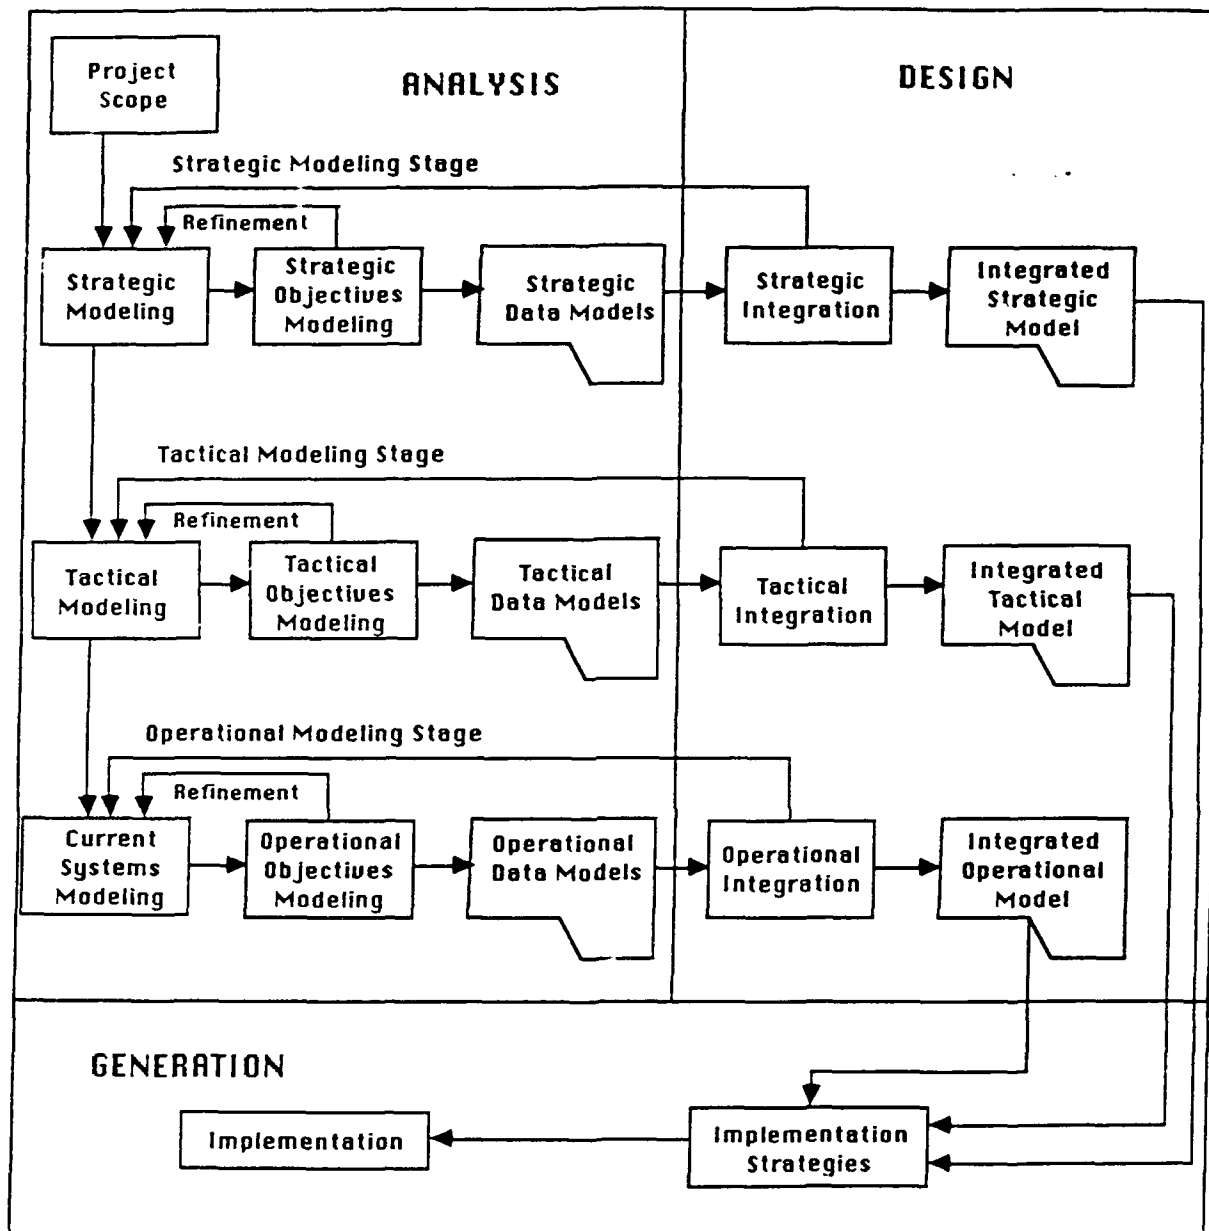 Project
Scope
ANALYSIS
DESIGN
Strategic Modeling Stage
Refinement
Strategic
Modeling
Strategic
Objectives
Modeling
Strategic
Data Models
Strategic
Integration
Integrated
Strategic
Model
Tactical Modeling Stage
Refinement
Tactical
Modeling
Tactical
Objectives
Modeling
Tactical
Data Models
Tactical
Integration
Integrated
Tactical
Model
Operational Modeling Stage
Refinement
Current
Systems
Modeling
Operational
Objectives
Modeling
Operational
Data Models
Operational
Integration
Integrated
Operational
Model
GENERATION
Implementation
Implementation
Strategies